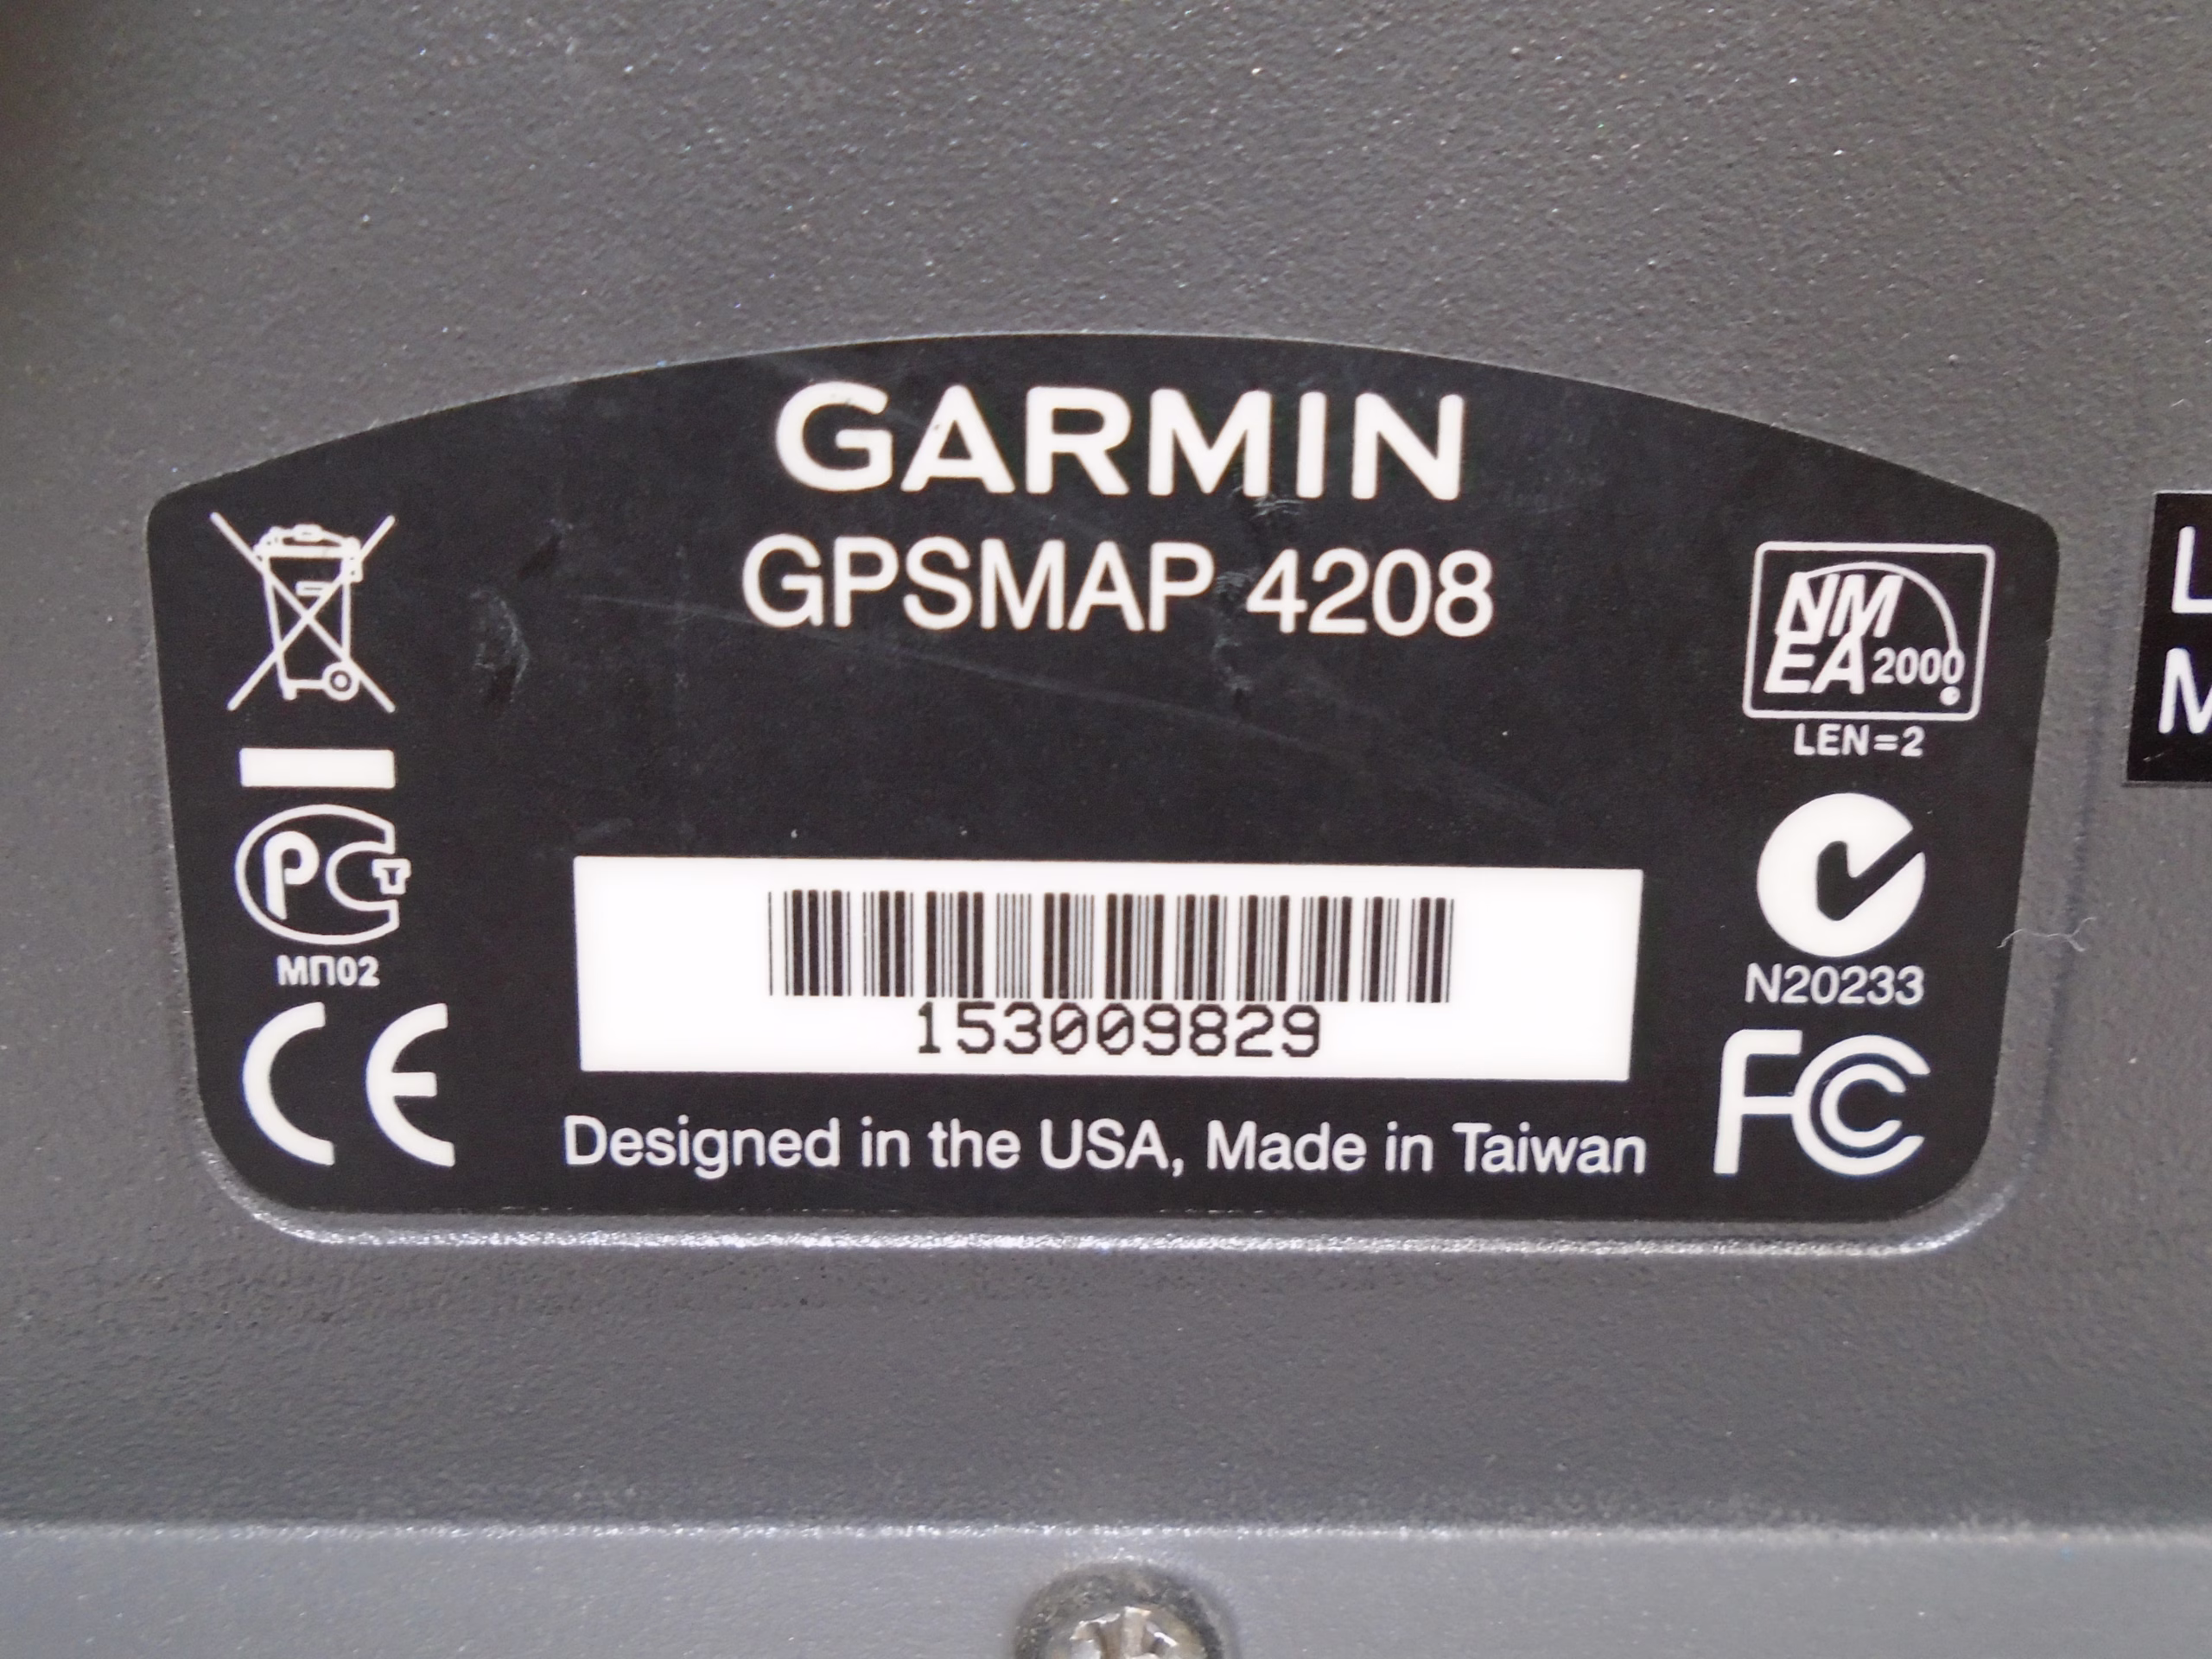 GARMIN
GPSMAP 4208
NMEA 2000
LEN=2
РСТ
МП02
N20233
153009829
CE
FC
Designed in the USA, Made in Taiwan
L
M